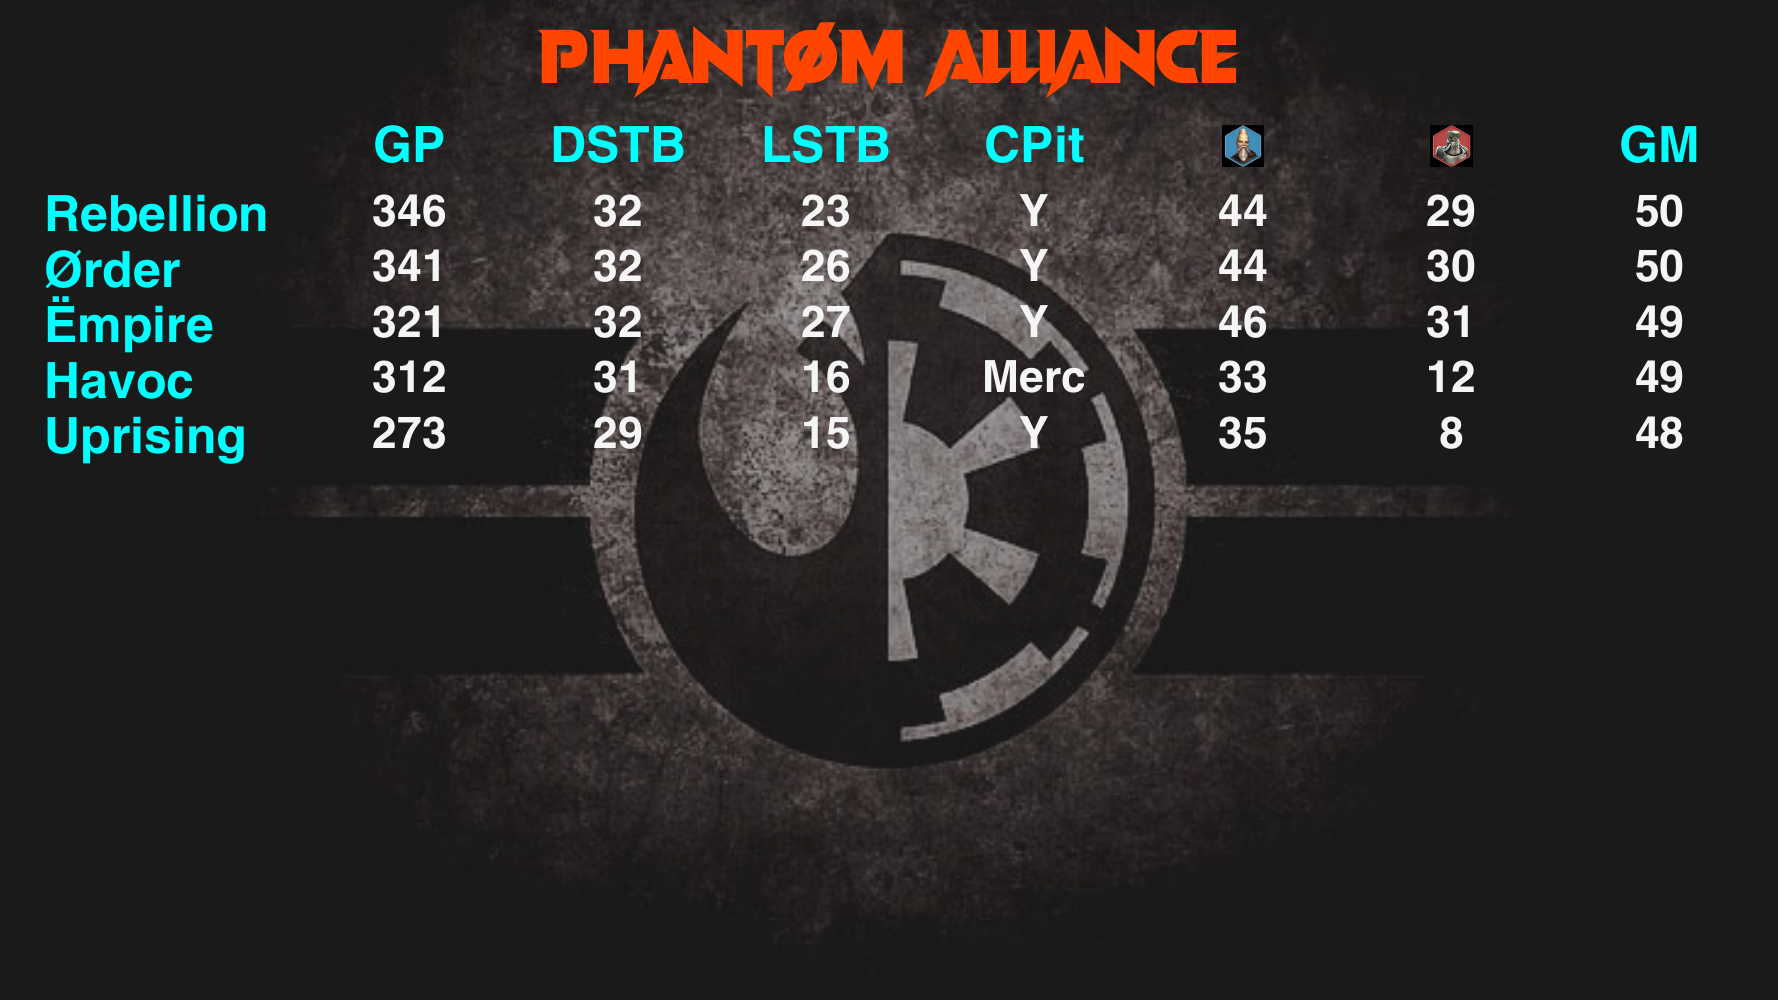 PHANTØM ALLIANCE
GP DSTB LSTB CPit GM
Rebellion 346 32 23 Y 44 29 50
Ørder 341 32 26 Y 44 30 50
Ëmpire 321 32 27 Y 46 31 49
Havoc 312 31 16 Merc 33 12 49
Uprising 273 29 15 Y 35 8 48